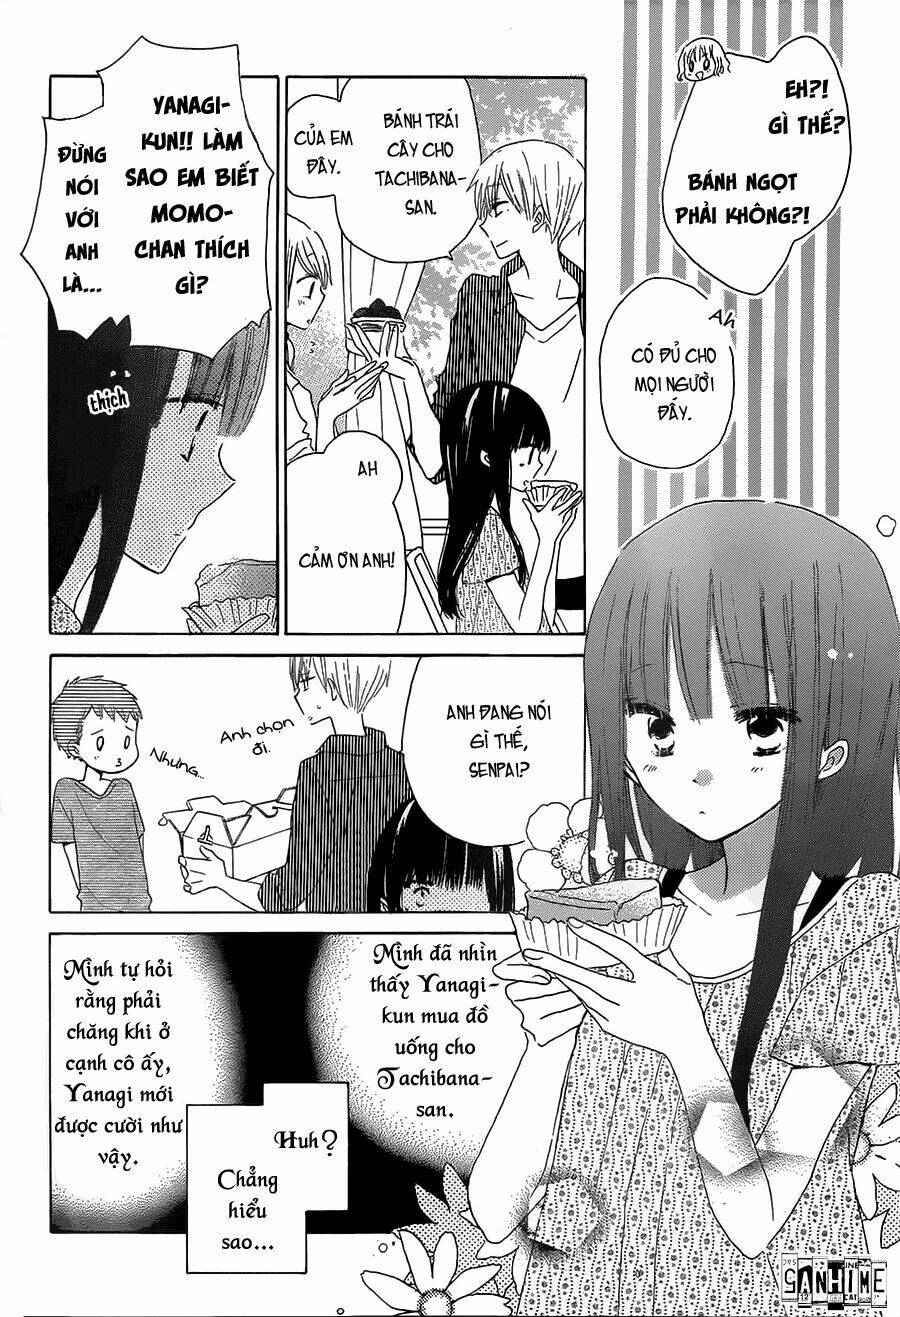 EH?!
GÌ THẾ?
BÁNH NGỌT
PHẢI KHÔNG?!
Ah
CÓ ĐỦ CHO
MỌI NGƯỜI
ĐẤY.
BÁNH TRÁI
CÂY CHO
TACHIBANA-
SAN.
CỦA EM
ĐÂY.
AH
CẢM ƠN ANH!
YANAGI-
KUN!! LÀM
SAO EM BIẾT
MOMO-
CHAN THÍCH
GÌ?
ĐỪNG
NÓI
VỚI
ANH
LÀ...
thịch
ANH ĐANG NÓI
GÌ THẾ,
SENPAI?
Anh chọn
đi.
Nhưng...
Mình đã nhìn
thấy Yanagi-
kun mua đồ
uống cho
Tachibana-
san.
Mình tự hỏi
rằng phải
chăng khi ở
cạnh cô ấy,
Yanagi mới
được cười như
vậy.
Huh?
Chẳng
hiểu
sao...
SANHIME